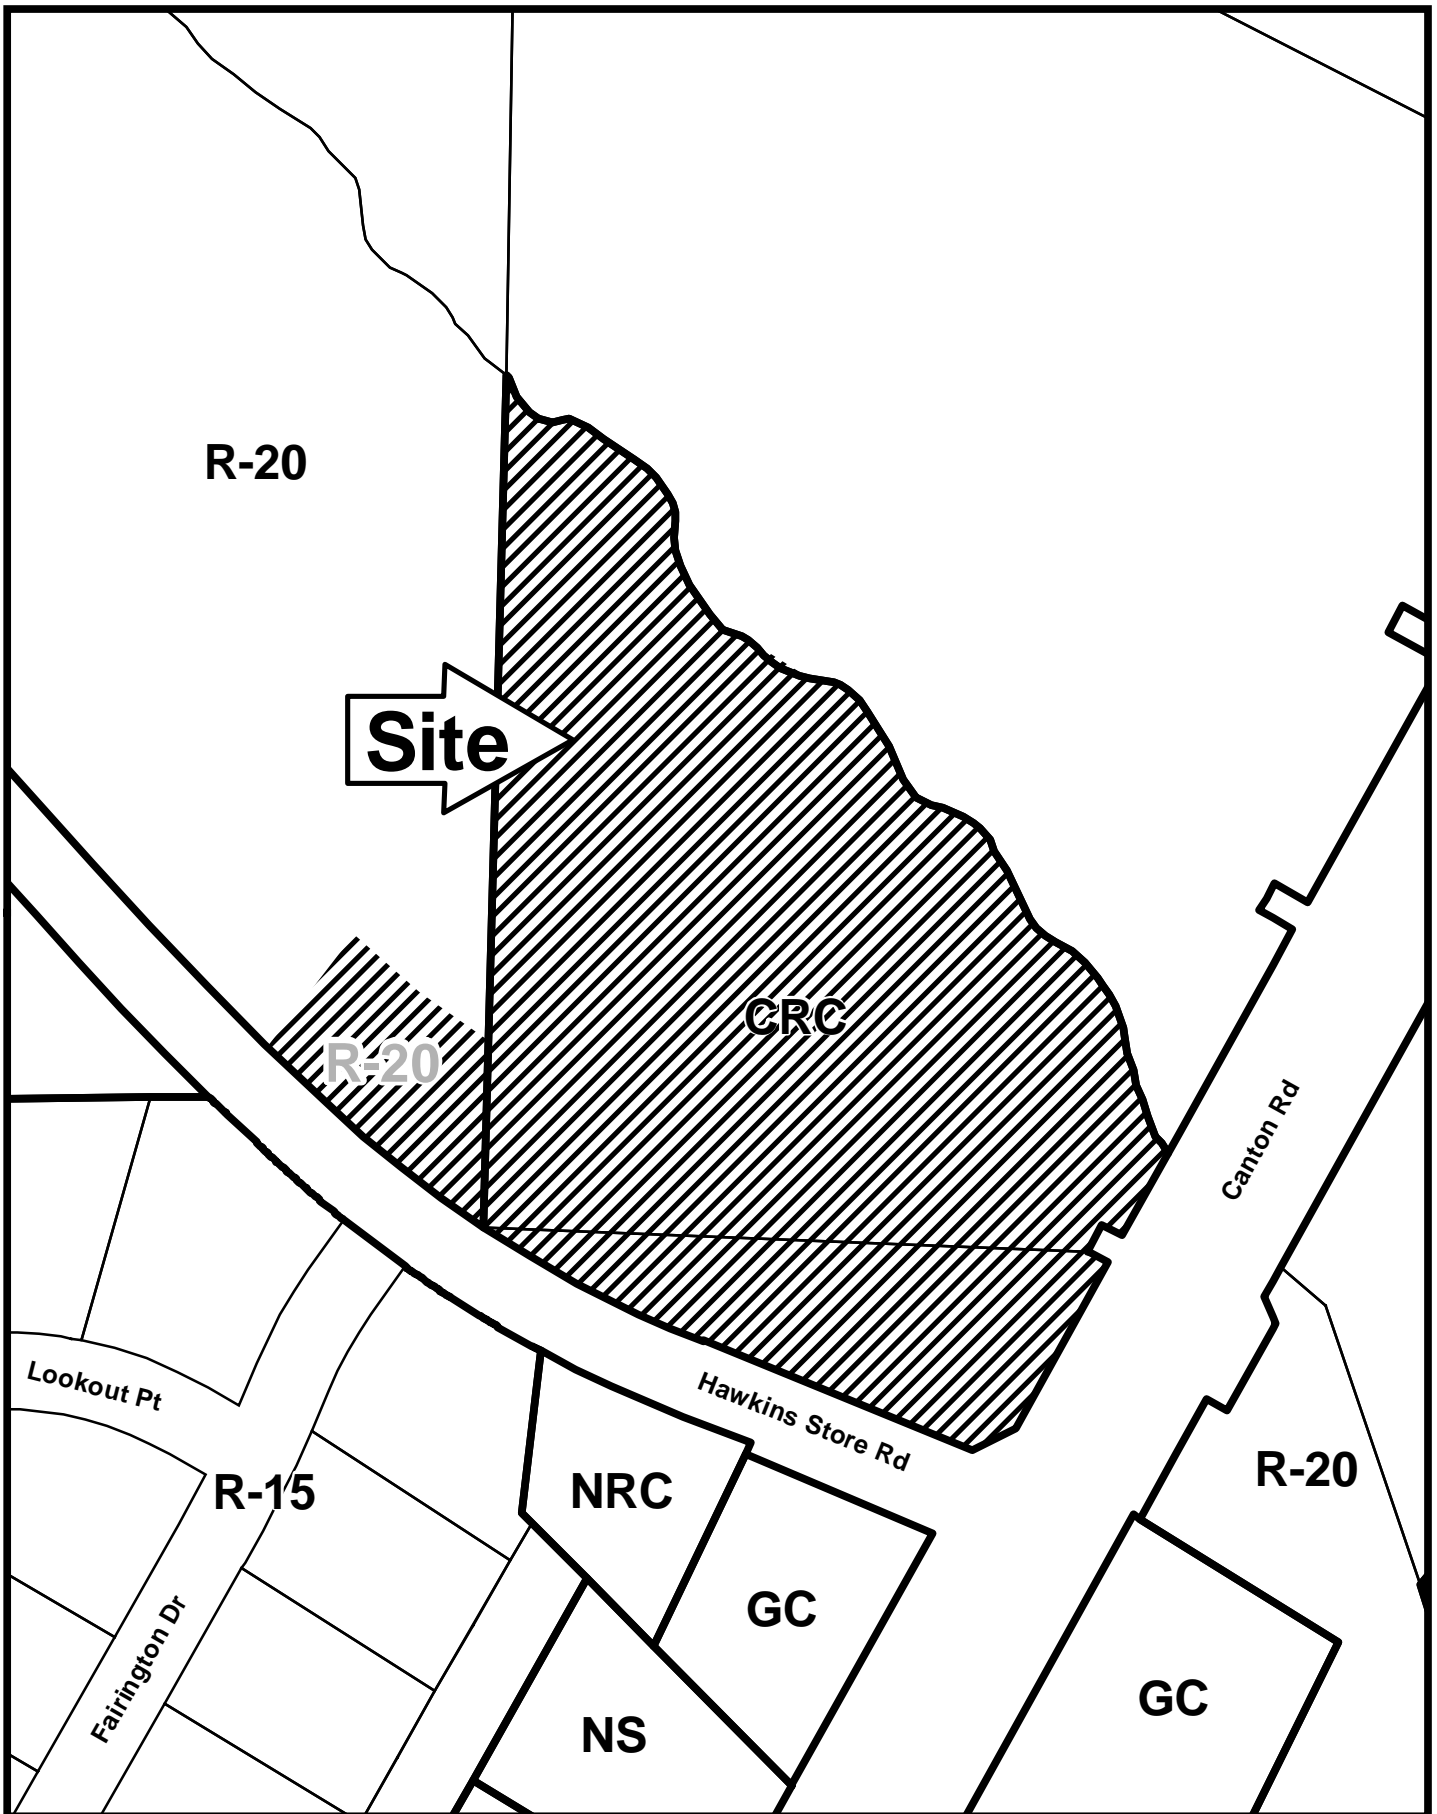 R-20
Site
CRC
R-20
Canton Rd
Lookout Pt
Hawkins Store Rd
R-15
NRC
R-20
GC
Fairington Dr
NS
GC